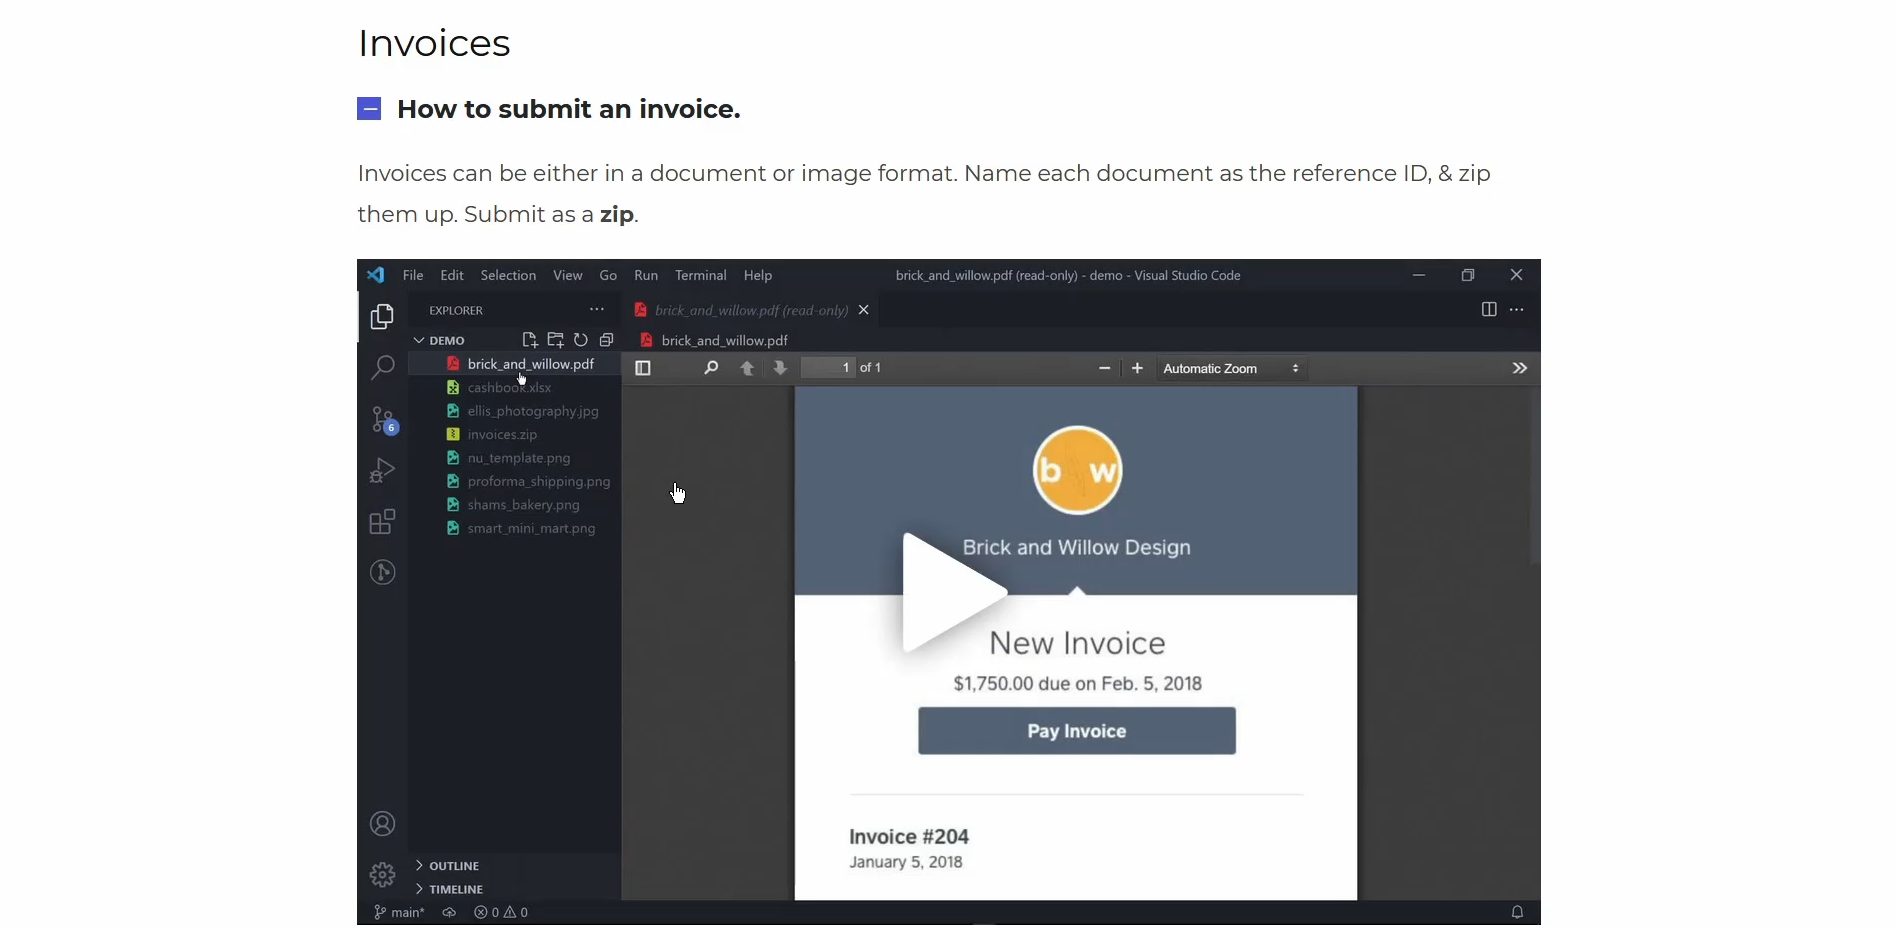 Invoices
How to submit an invoice.
Invoices can be either in a document or image format. Name each document as the reference ID, & zip
them up. Submit as a zip.
File Edit Selection View Go Run Terminal Help brick_and_willow.pdf (read-only) - demo - Visual Studio Code
EXPLORER
brick_and_willow.pdf (read-only)
DEMO
brick_and_willow.pdf
brick_and_willow.pdf
1 of 1
Automatic Zoom
cashbook.xlsx
ellis_photography.jpg
invoices.zip
6
nu_template.png
proforma_shipping.png
shams_bakery.png
smart_mini_mart.png
b w
Brick and Willow Design
New Invoice
$1,750.00 due on Feb. 5, 2018
Pay Invoice
Invoice #204
January 5, 2018
OUTLINE
TIMELINE
main* 0 0